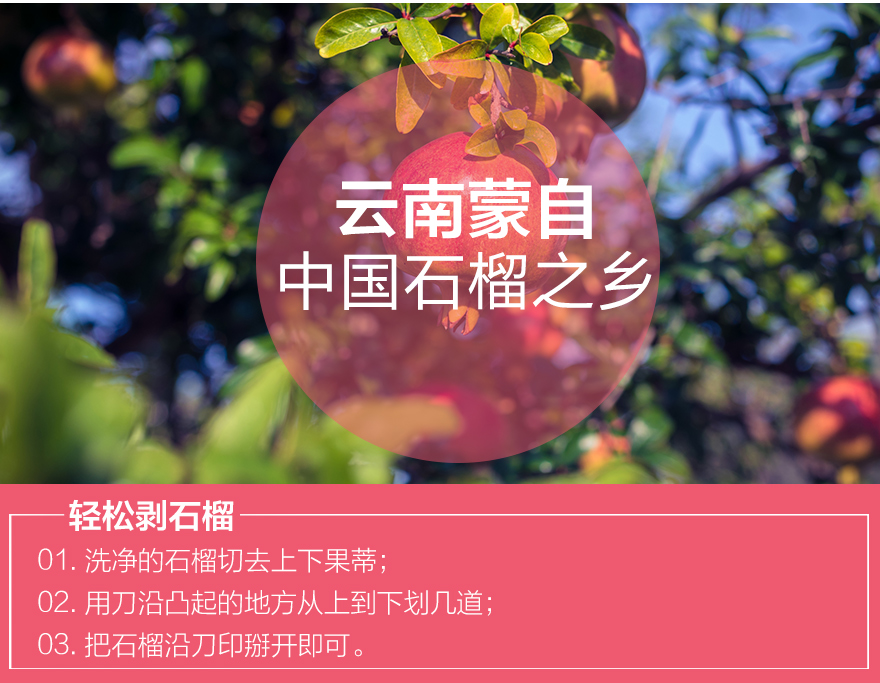 云南蒙自
中国石榴之乡
轻松剥石榴
01. 洗净的石榴切去上下果蒂；
02. 用刀沿凸起的地方从上到下划几道；
03. 把石榴沿刀印掰开即可。